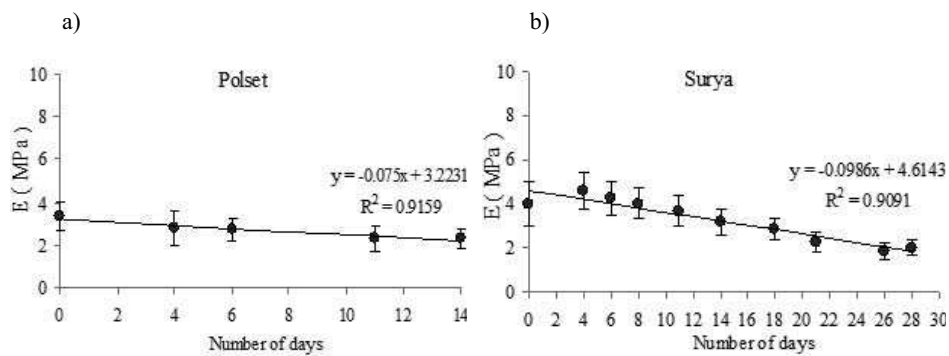 a)
Polset
E ( MPa )
10
8
6
4
2
0
y = -0.075x + 3.2231
R² = 0.9159
0 2 4 6 8 10 12 14
Number of days
b)
Surya
E ( MPa )
10
8
6
4
2
0
y = -0.0986x + 4.6143
R² = 0.9091
0 2 4 6 8 10 12 14 16 18 20 22 24 26 28 30
Number of days